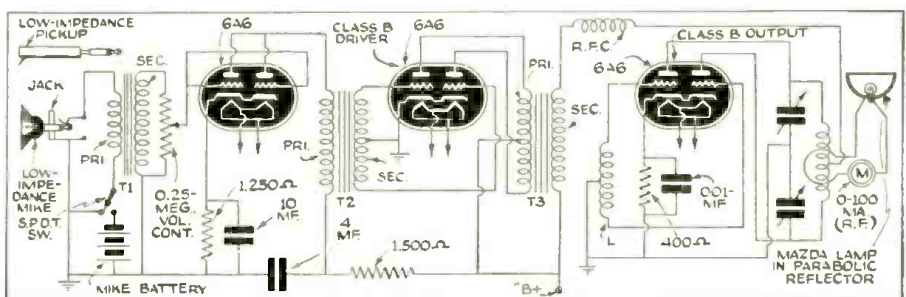 LOW-IMPEDANCE
PICKUP
JACK
SEC.
PRI.
LOW-
IMPE-
DANCE
MIKE
S.P.D.T.
SW.
T1
MIKE BATTERY
0.25-
MEG.
VOL.
CONT.
6A6
1.250Ω
10
MF.
4
MF.
CLASS B
DRIVER
6A6
PRI.
SEC.
T2
1.500Ω
PRI.
SEC.
T3
"B+"
R.F.C.
CLASS B OUTPUT
6A6
L
400Ω
.001-
MF
M
0-100
MA
(R.F.)
MAZDA LAMP
IN PARABOLIC
REFLECTOR